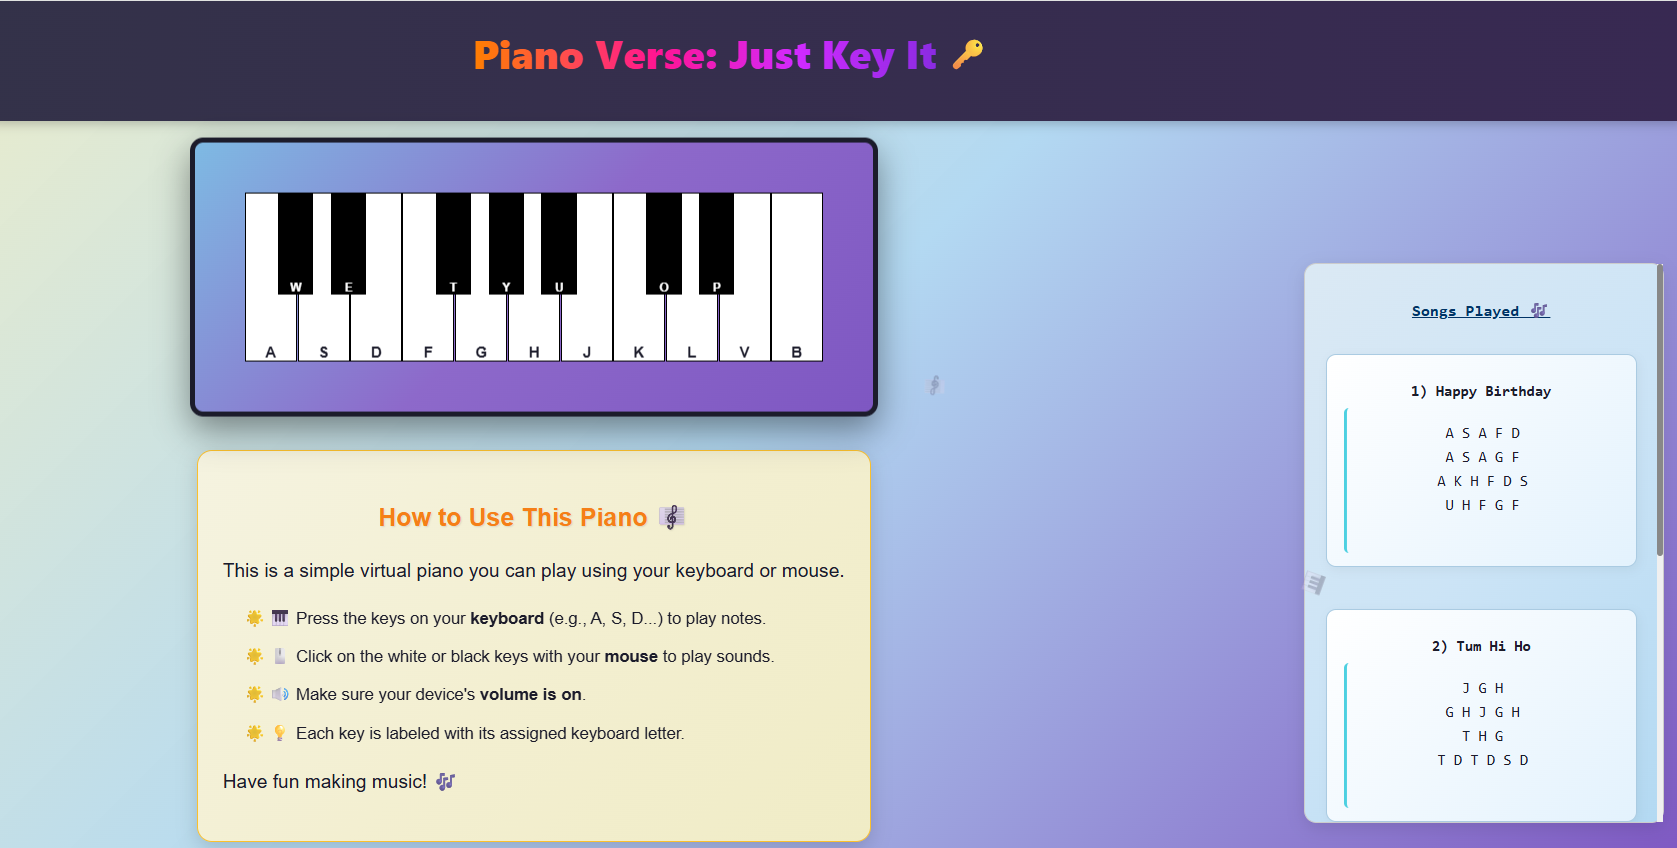 Piano Verse: Just Key It 🔑
W E T Y U O P
A S D F G H J K L V B
How to Use This Piano 🎼
This is a simple virtual piano you can play using your keyboard or mouse.
🌟 🎹 Press the keys on your keyboard (e.g., A, S, D...) to play notes.
🌟 🖱️ Click on the white or black keys with your mouse to play sounds.
🌟 🔊 Make sure your device's volume is on.
🌟 💡 Each key is labeled with its assigned keyboard letter.
Have fun making music! 🎶
Songs Played 🎶
1) Happy Birthday
A S A F D
A S A G F
A K H F D S
U H F G F
2) Tum Hi Ho
J G H
G H J G H
T H G
T D T D S D